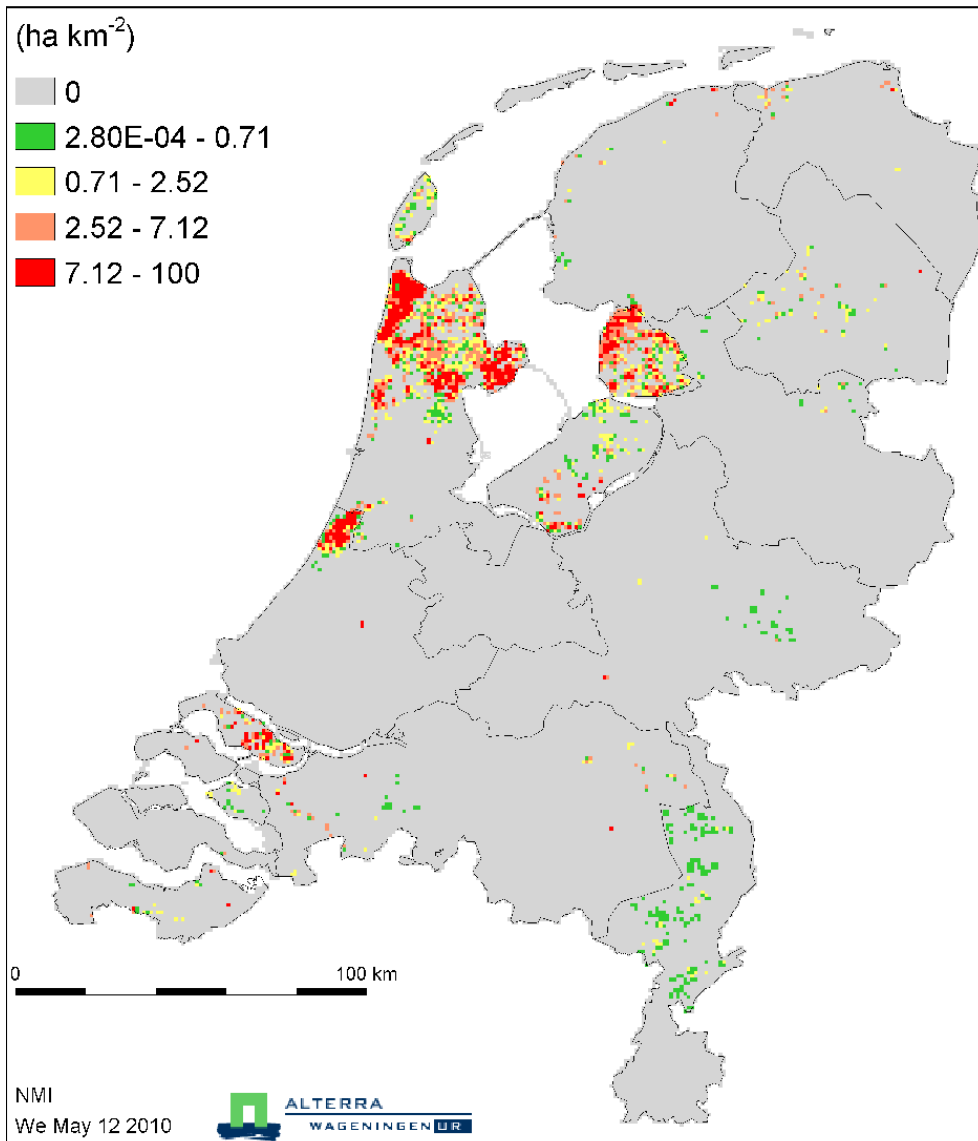 (ha km-2)
0
2.80E-04 - 0.71
0.71 - 2.52
2.52 - 7.12
7.12 - 100
0 100 km
NMI
We May 12 2010
ALTERRA
WAGENINGEN UR